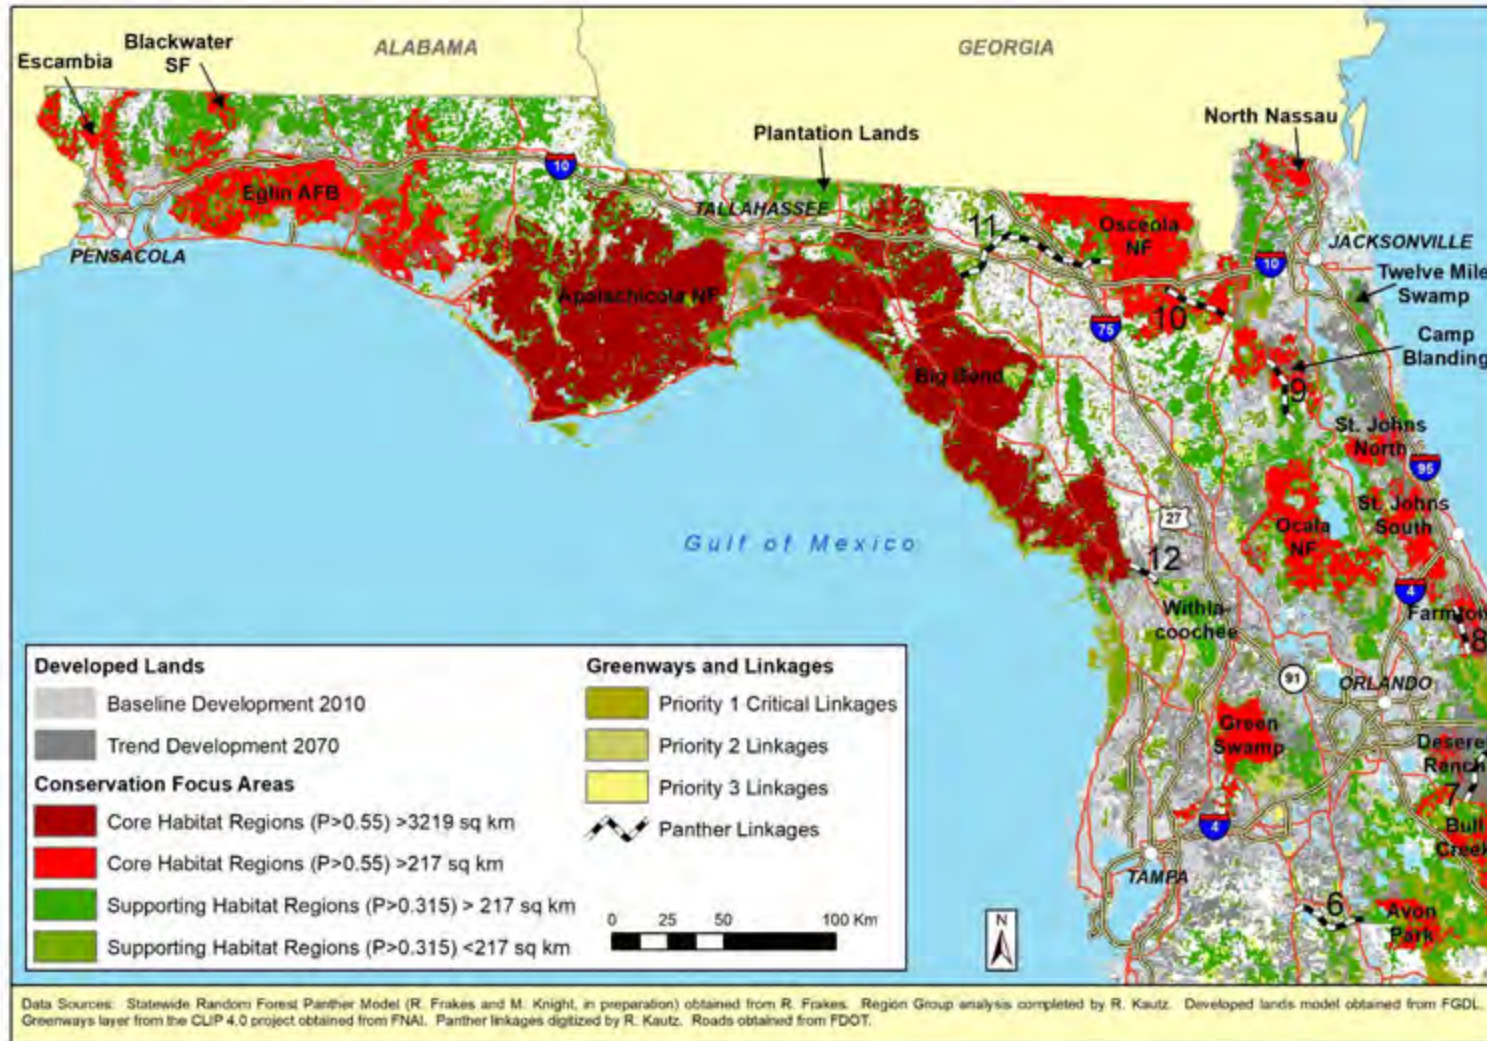 ALABAMA
GEORGIA
Escambia
Blackwater
SF
Plantation Lands
North Nassau
10
Eglin AFB
TALLAHASSEE
11
Osceola
NF
PENSACOLA
JACKSONVILLE
10
Twelve Mile
Swamp
Apalachicola NF
10
75
Camp
Blanding
Big Bend
9
St. Johns
North
95
27
Ocala
NF
St. Johns
South
Gulf of Mexico
12
4
Withla-
coochee
Farmton
8
91
ORLANDO
Green
Swamp
Deseret
Ranch
7
4
Bull
Creek
TAMPA
6
Avon
Park
Developed Lands
Baseline Development 2010
Trend Development 2070
Conservation Focus Areas
Core Habitat Regions (P>0.55) >3219 sq km
Core Habitat Regions (P>0.55) >217 sq km
Supporting Habitat Regions (P>0.315) > 217 sq km
Supporting Habitat Regions (P>0.315) <217 sq km
Greenways and Linkages
Priority 1 Critical Linkages
Priority 2 Linkages
Priority 3 Linkages
Panther Linkages
0 25 50 100 Km
N
Data Sources: Statewide Random Forest Panther Model (R. Frakes and M. Knight, in preparation) obtained from R. Frakes. Region Group analysis completed by R. Kautz. Developed lands model obtained from FGDL.
Greenways layer from the CLIP 4.0 project obtained from FNAI. Panther linkages digitized by R. Kautz. Roads obtained from FDOT.